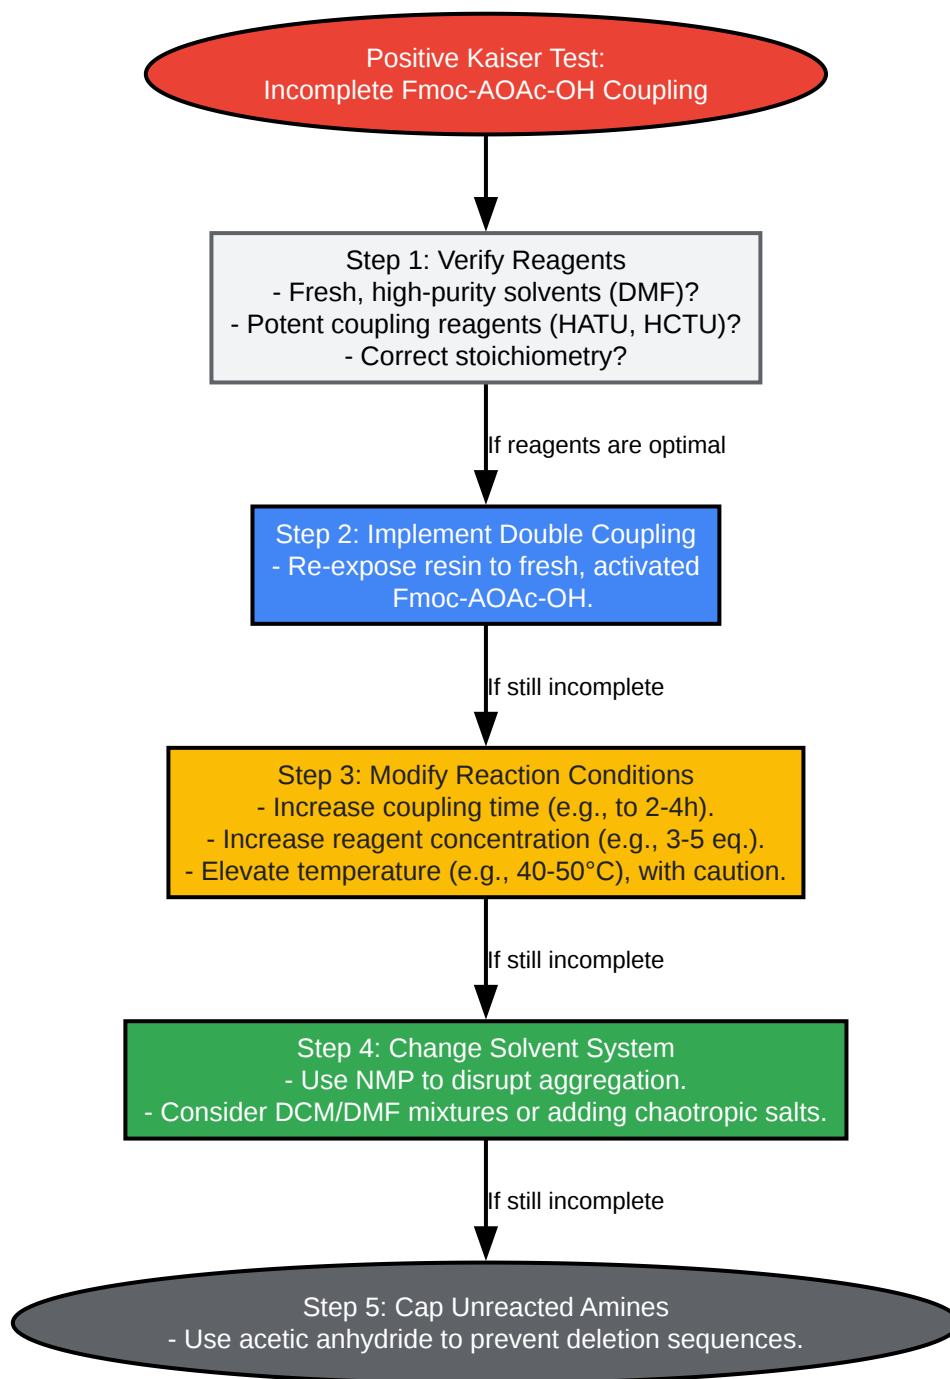 Positive Kaiser Test:
Incomplete Fmoc-AOAc-OH Coupling
Step 1: Verify Reagents
- Fresh, high-purity solvents (DMF)?
- Potent coupling reagents (HATU, HCTU)?
- Correct stoichiometry?
If reagents are optimal
Step 2: Implement Double Coupling
- Re-expose resin to fresh, activated
Fmoc-AOAc-OH.
If still incomplete
Step 3: Modify Reaction Conditions
- Increase coupling time (e.g., to 2-4h).
- Increase reagent concentration (e.g., 3-5 eq.).
- Elevate temperature (e.g., 40-50°C), with caution.
If still incomplete
Step 4: Change Solvent System
- Use NMP to disrupt aggregation.
- Consider DCM/DMF mixtures or adding chaotropic salts.
If still incomplete
Step 5: Cap Unreacted Amines
- Use acetic anhydride to prevent deletion sequences.